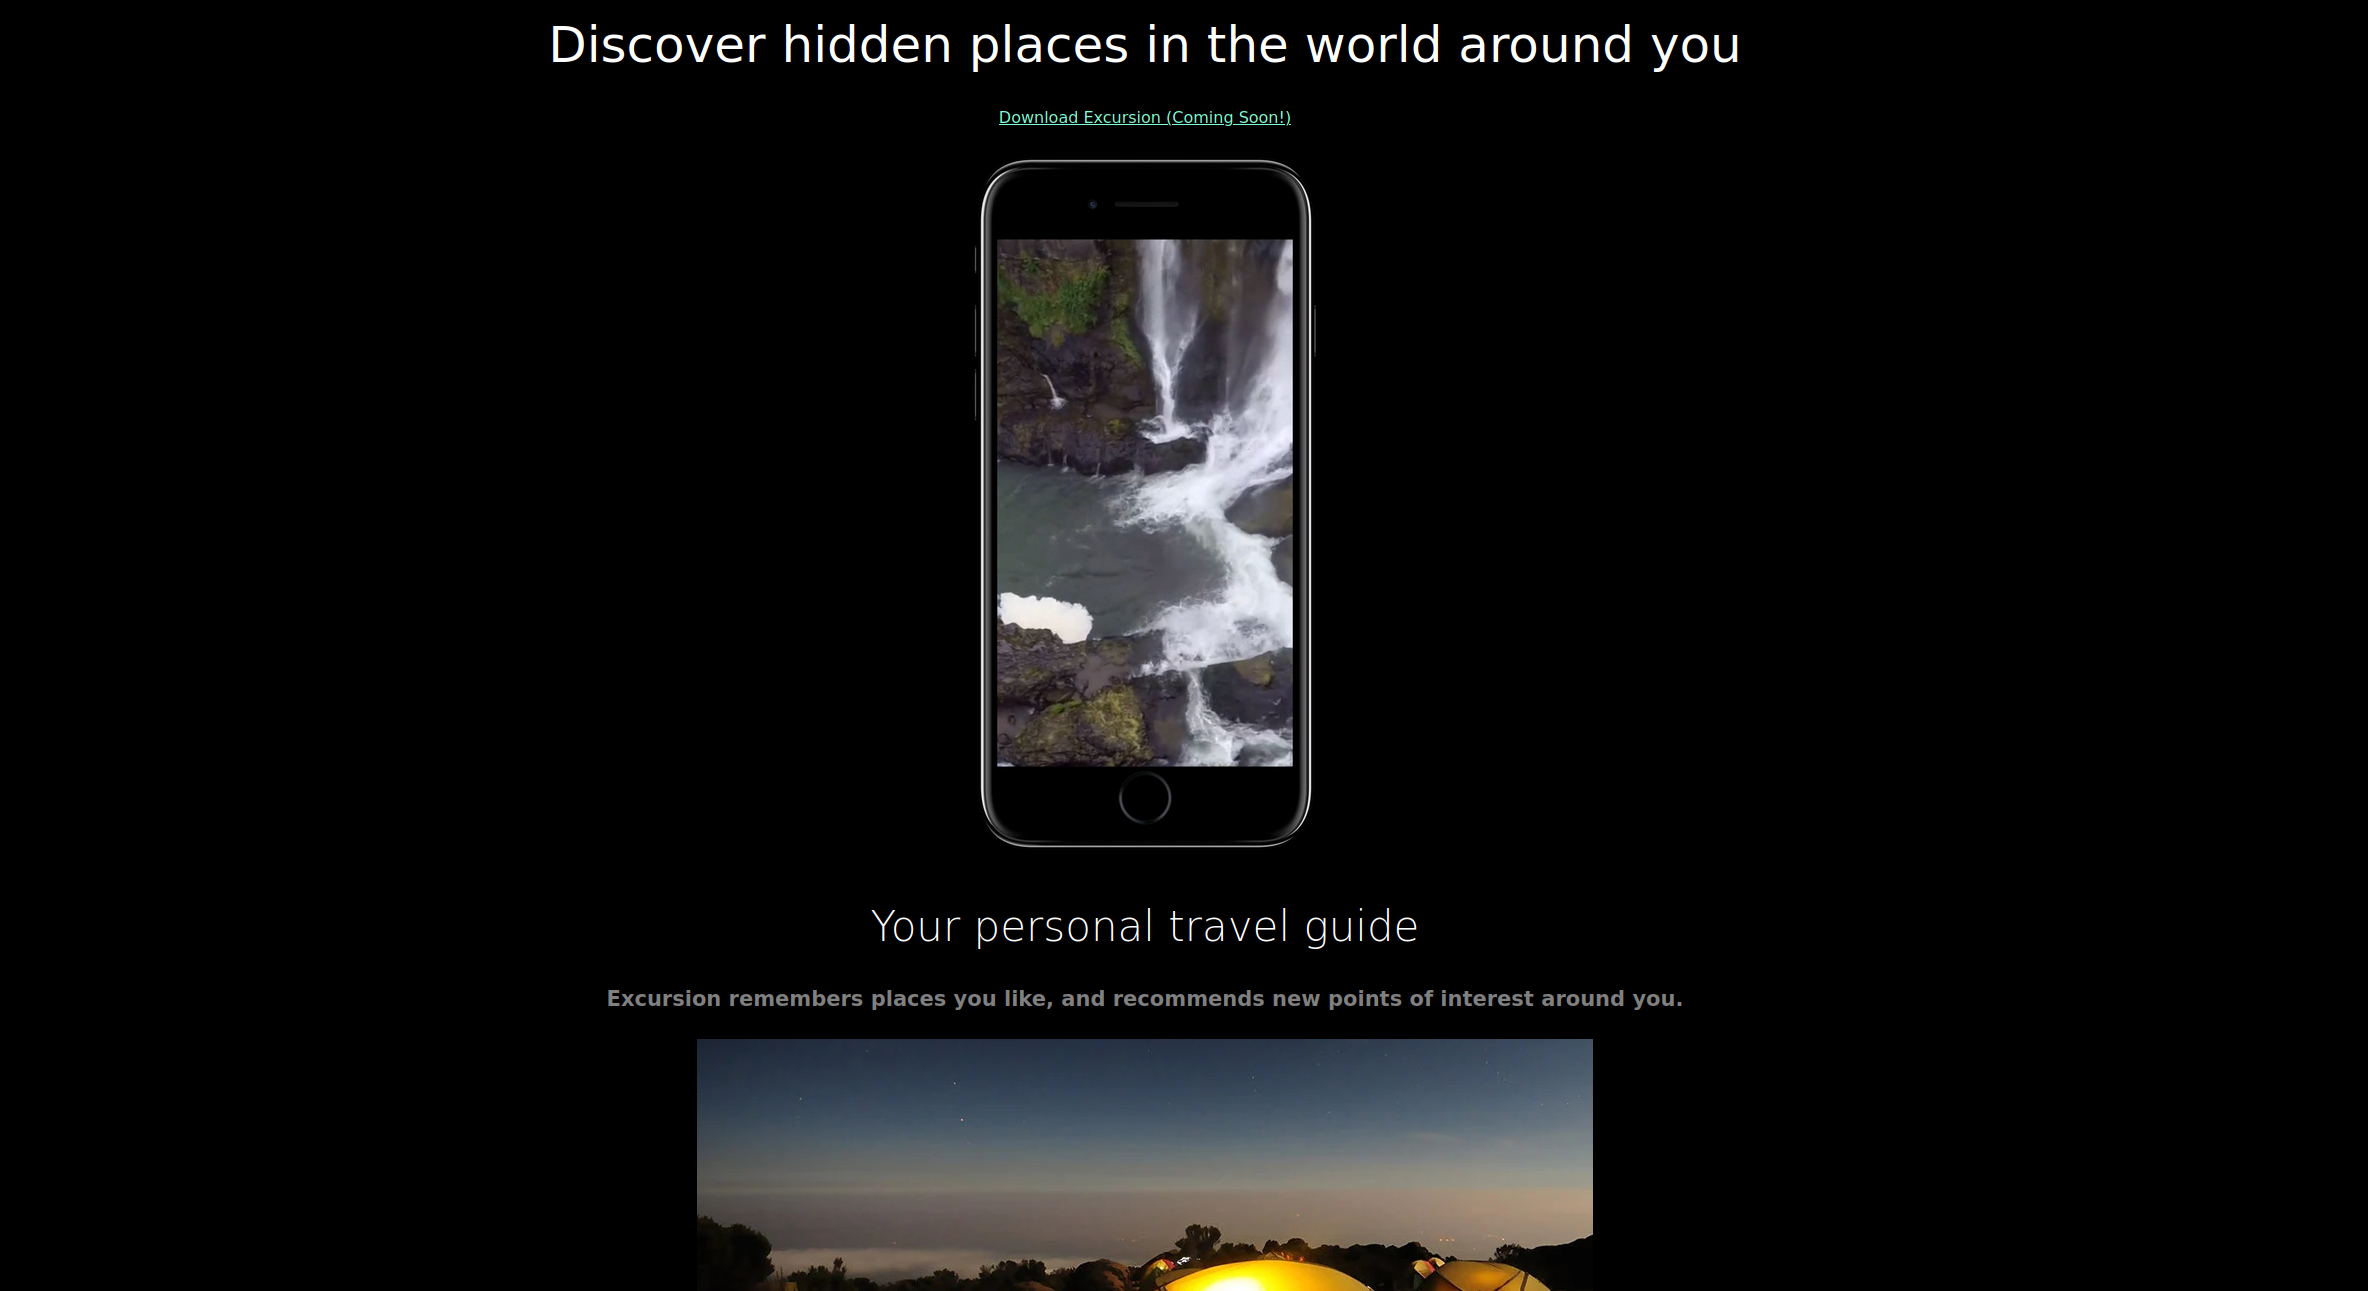 Discover hidden places in the world around you
Download Excursion (Coming Soon!)
Your personal travel guide
Excursion remembers places you like, and recommends new points of interest around you.